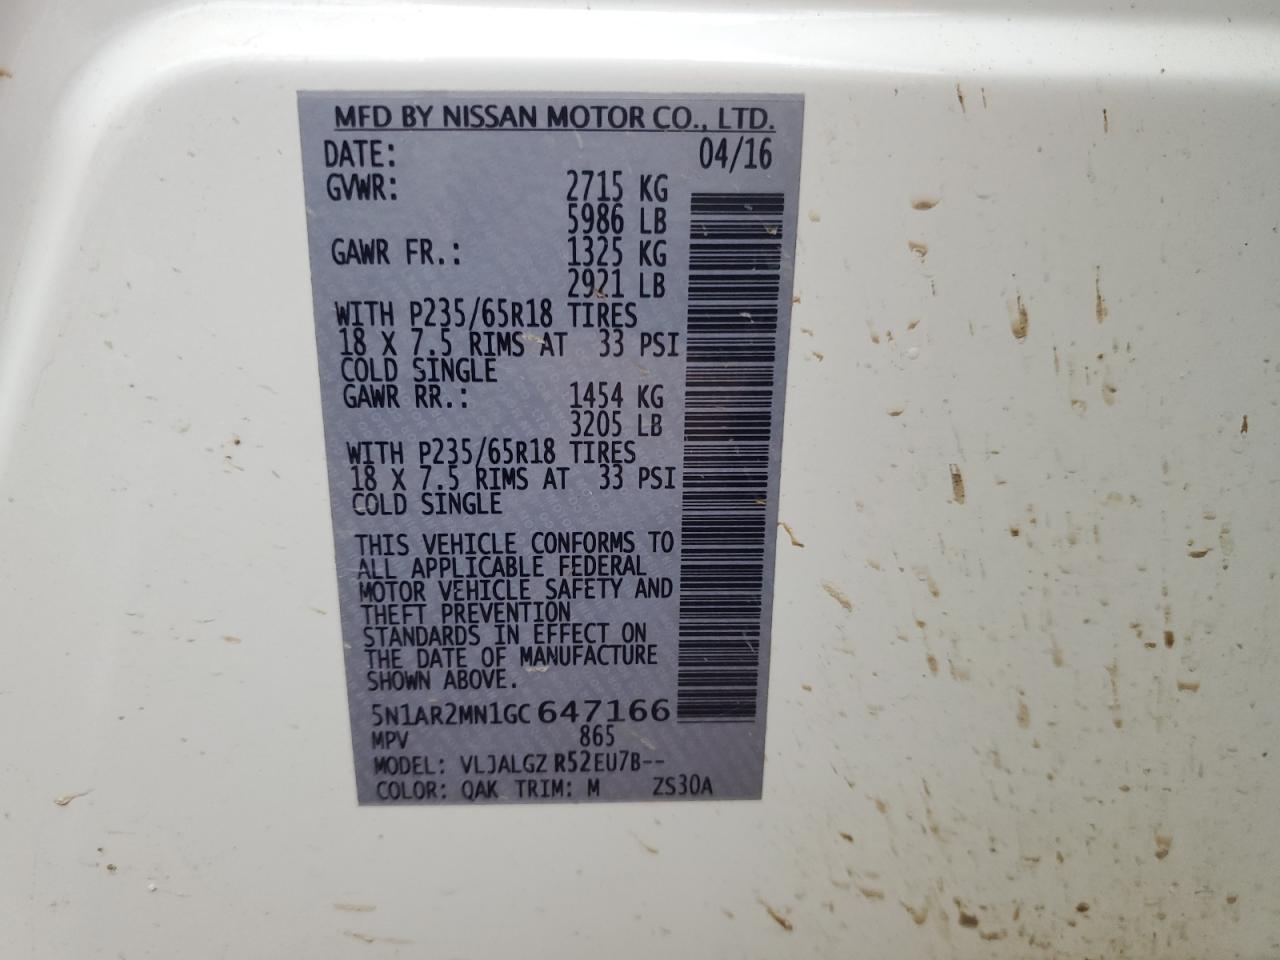 MFD BY NISSAN MOTOR CO., LTD.
DATE: 04/16
GVWR: 2715 KG
5986 LB
GAWR FR.: 1325 KG
2921 LB
WITH P235/65R18 TIRES
18 X 7.5 RIMS AT 33 PSI
COLD SINGLE
GAWR RR.: 1454 KG
3205 LB
WITH P235/65R18 TIRES
18 X 7.5 RIMS AT 33 PSI
COLD SINGLE
THIS VEHICLE CONFORMS TO
ALL APPLICABLE FEDERAL
MOTOR VEHICLE SAFETY AND
THEFT PREVENTION
STANDARDS IN EFFECT ON
THE DATE OF MANUFACTURE
SHOWN ABOVE.
5N1AR2MN1GC647166
MPV 865
MODEL: VLJALGZ R52EU7B--
COLOR: QAK TRIM: M ZS30A